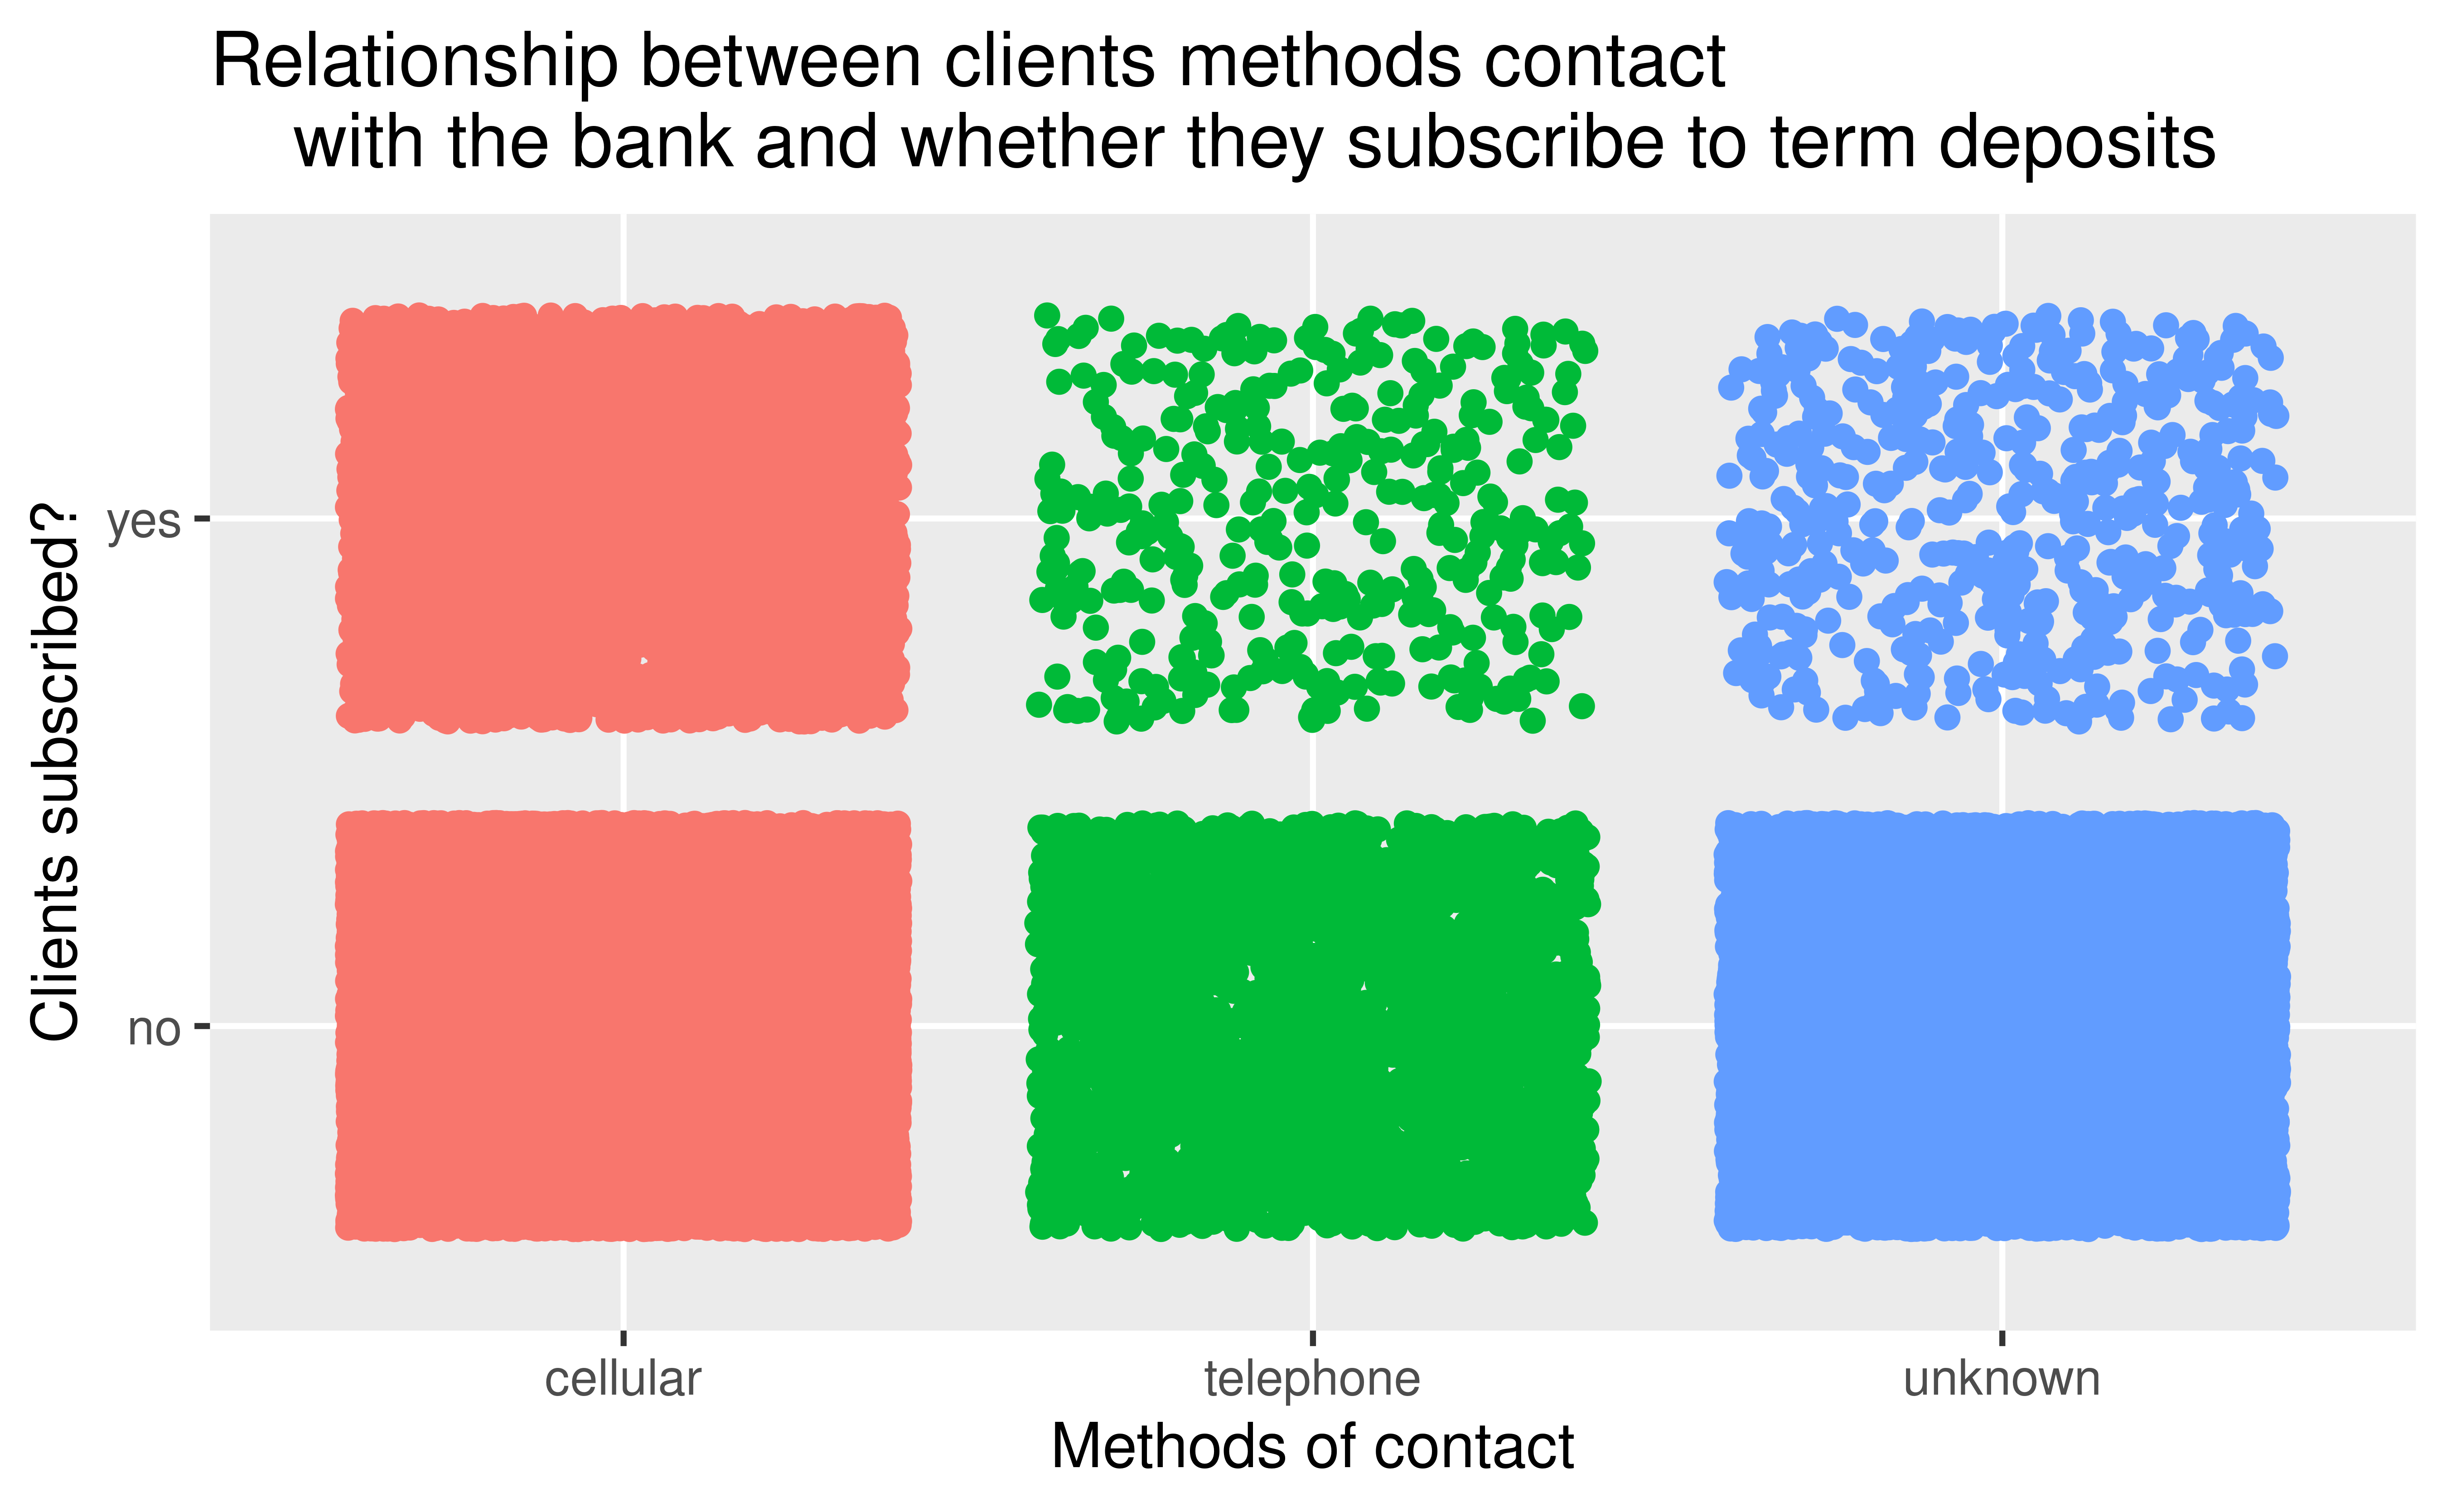 Relationship between clients methods contact
with the bank and whether they subscribe to term deposits
Clients subscribed?
yes
no
cellular
telephone
unknown
Methods of contact